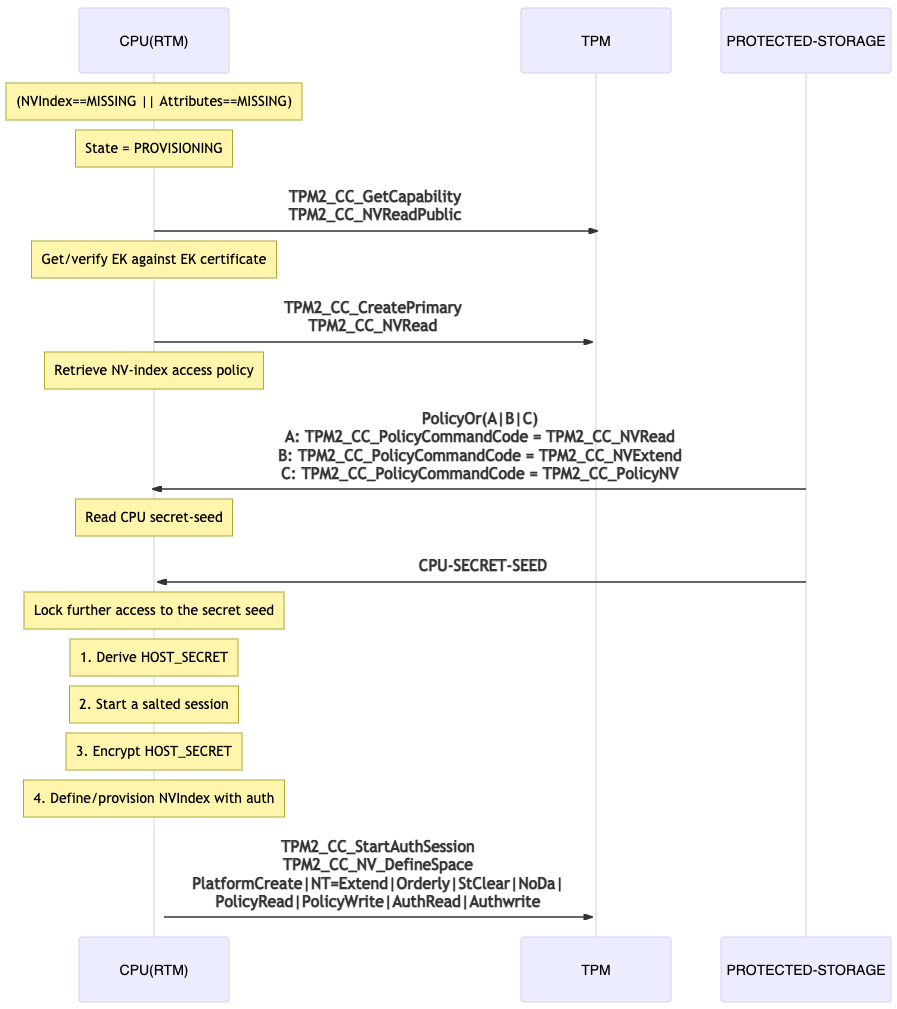 CPU(RTM)
TPM
PROTECTED-STORAGE
(NVIndex==MISSING || Attributes==MISSING)
State = PROVISIONING
TPM2_CC_GetCapability
TPM2_CC_NVReadPublic
Get/verify EK against EK certificate
TPM2_CC_CreatePrimary
TPM2_CC_NVRead
Retrieve NV-index access policy
PolicyOr(A|B|C)
A: TPM2_CC_PolicyCommandCode = TPM2_CC_NVRead
B: TPM2_CC_PolicyCommandCode = TPM2_CC_NVExtend
C: TPM2_CC_PolicyCommandCode = TPM2_CC_PolicyNV
Read CPU secret-seed
CPU-SECRET-SEED
Lock further access to the secret seed
1. Derive HOST_SECRET
2. Start a salted session
3. Encrypt HOST_SECRET
4. Define/provision NVIndex with auth
TPM2_CC_StartAuthSession
TPM2_CC_NV_DefineSpace
PlatformCreate|NT=Extend|Orderly|StClear|NoDa|
PolicyRead|PolicyWrite|AuthRead|Authwrite
CPU(RTM)
TPM
PROTECTED-STORAGE